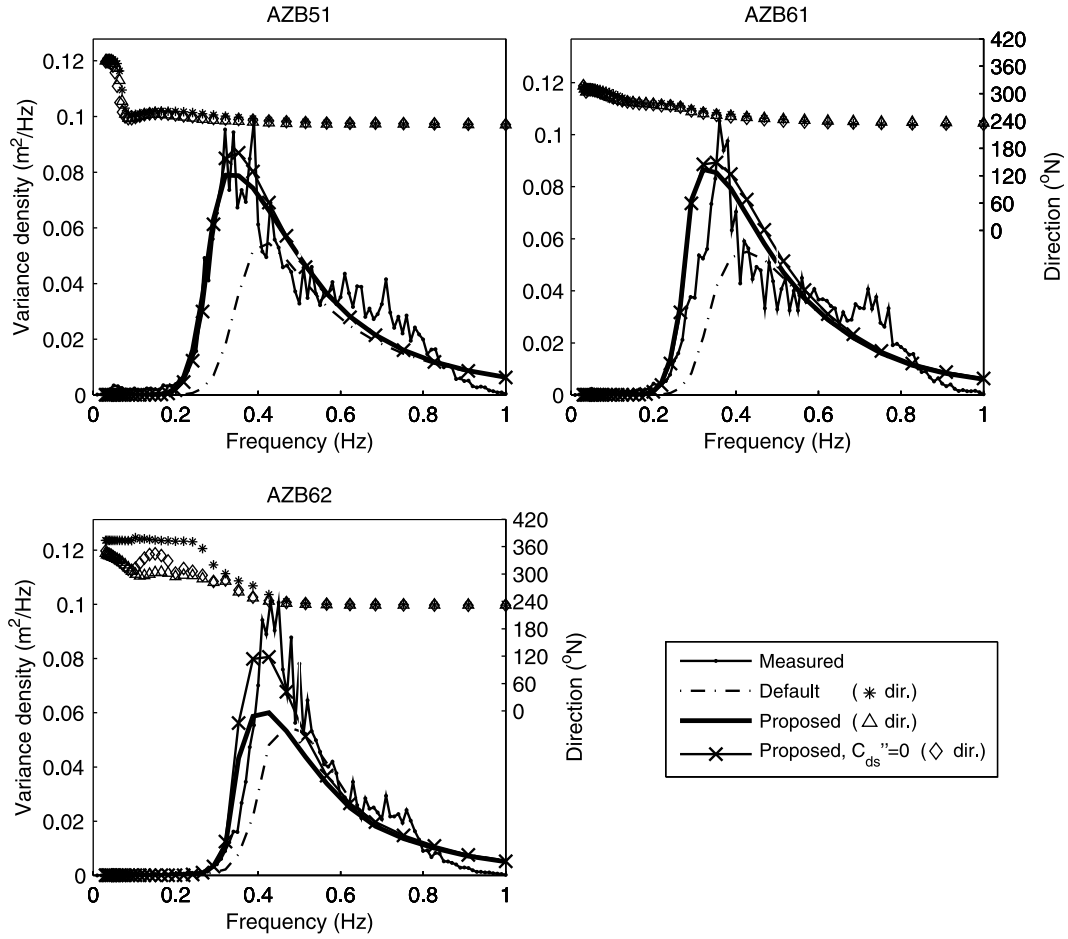 AZB51
0.12
0.1
0.08
0.06
0.04
0.02
0
Variance density (m²/Hz)
0 0.2 0.4 0.6 0.8 1
Frequency (Hz)
AZB61
0.12
0.1
0.08
0.06
0.04
0.02
0
420
360
300
240
180
120
60
0
Direction (°N)
0 0.2 0.4 0.6 0.8 1
Frequency (Hz)
AZB62
0.12
0.1
0.08
0.06
0.04
0.02
0
Variance density (m²/Hz)
420
360
300
240
180
120
60
0
Direction (°N)
0 0.2 0.4 0.6 0.8 1
Frequency (Hz)
Measured
Default (* dir.)
Proposed (△ dir.)
Proposed, C_ds''=0 (◇ dir.)